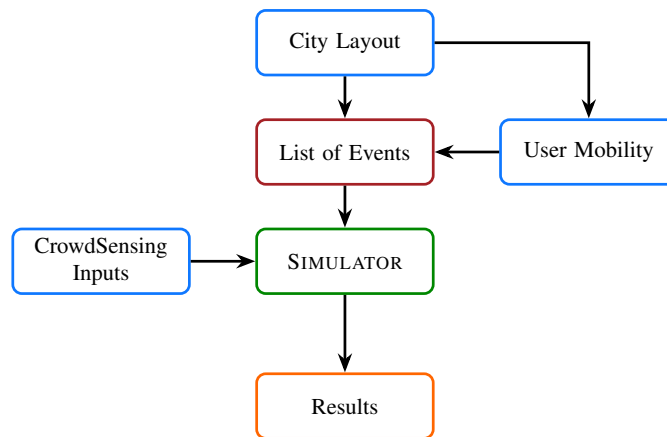 City Layout
List of Events
User Mobility
CrowdSensing
Inputs
SIMULATOR
Results